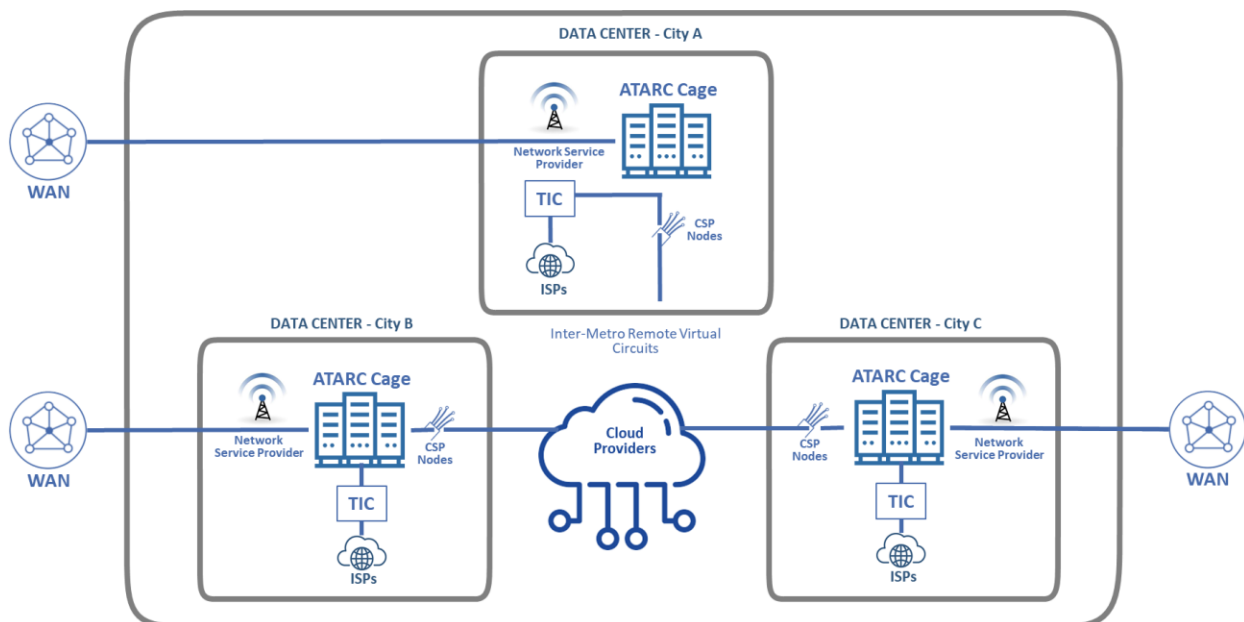 DATA CENTER - City A
ATARC Cage
Network Service
Provider
WAN
TIC
CSP
Nodes
ISPs
DATA CENTER - City B
Inter-Metro Remote Virtual
Circuits
DATA CENTER - City C
ATARC Cage
Network
Service Provider
CSP
Nodes
WAN
TIC
ISPs
Cloud
Providers
ATARC Cage
CSP
Nodes
Network
Service Provider
WAN
TIC
ISPs